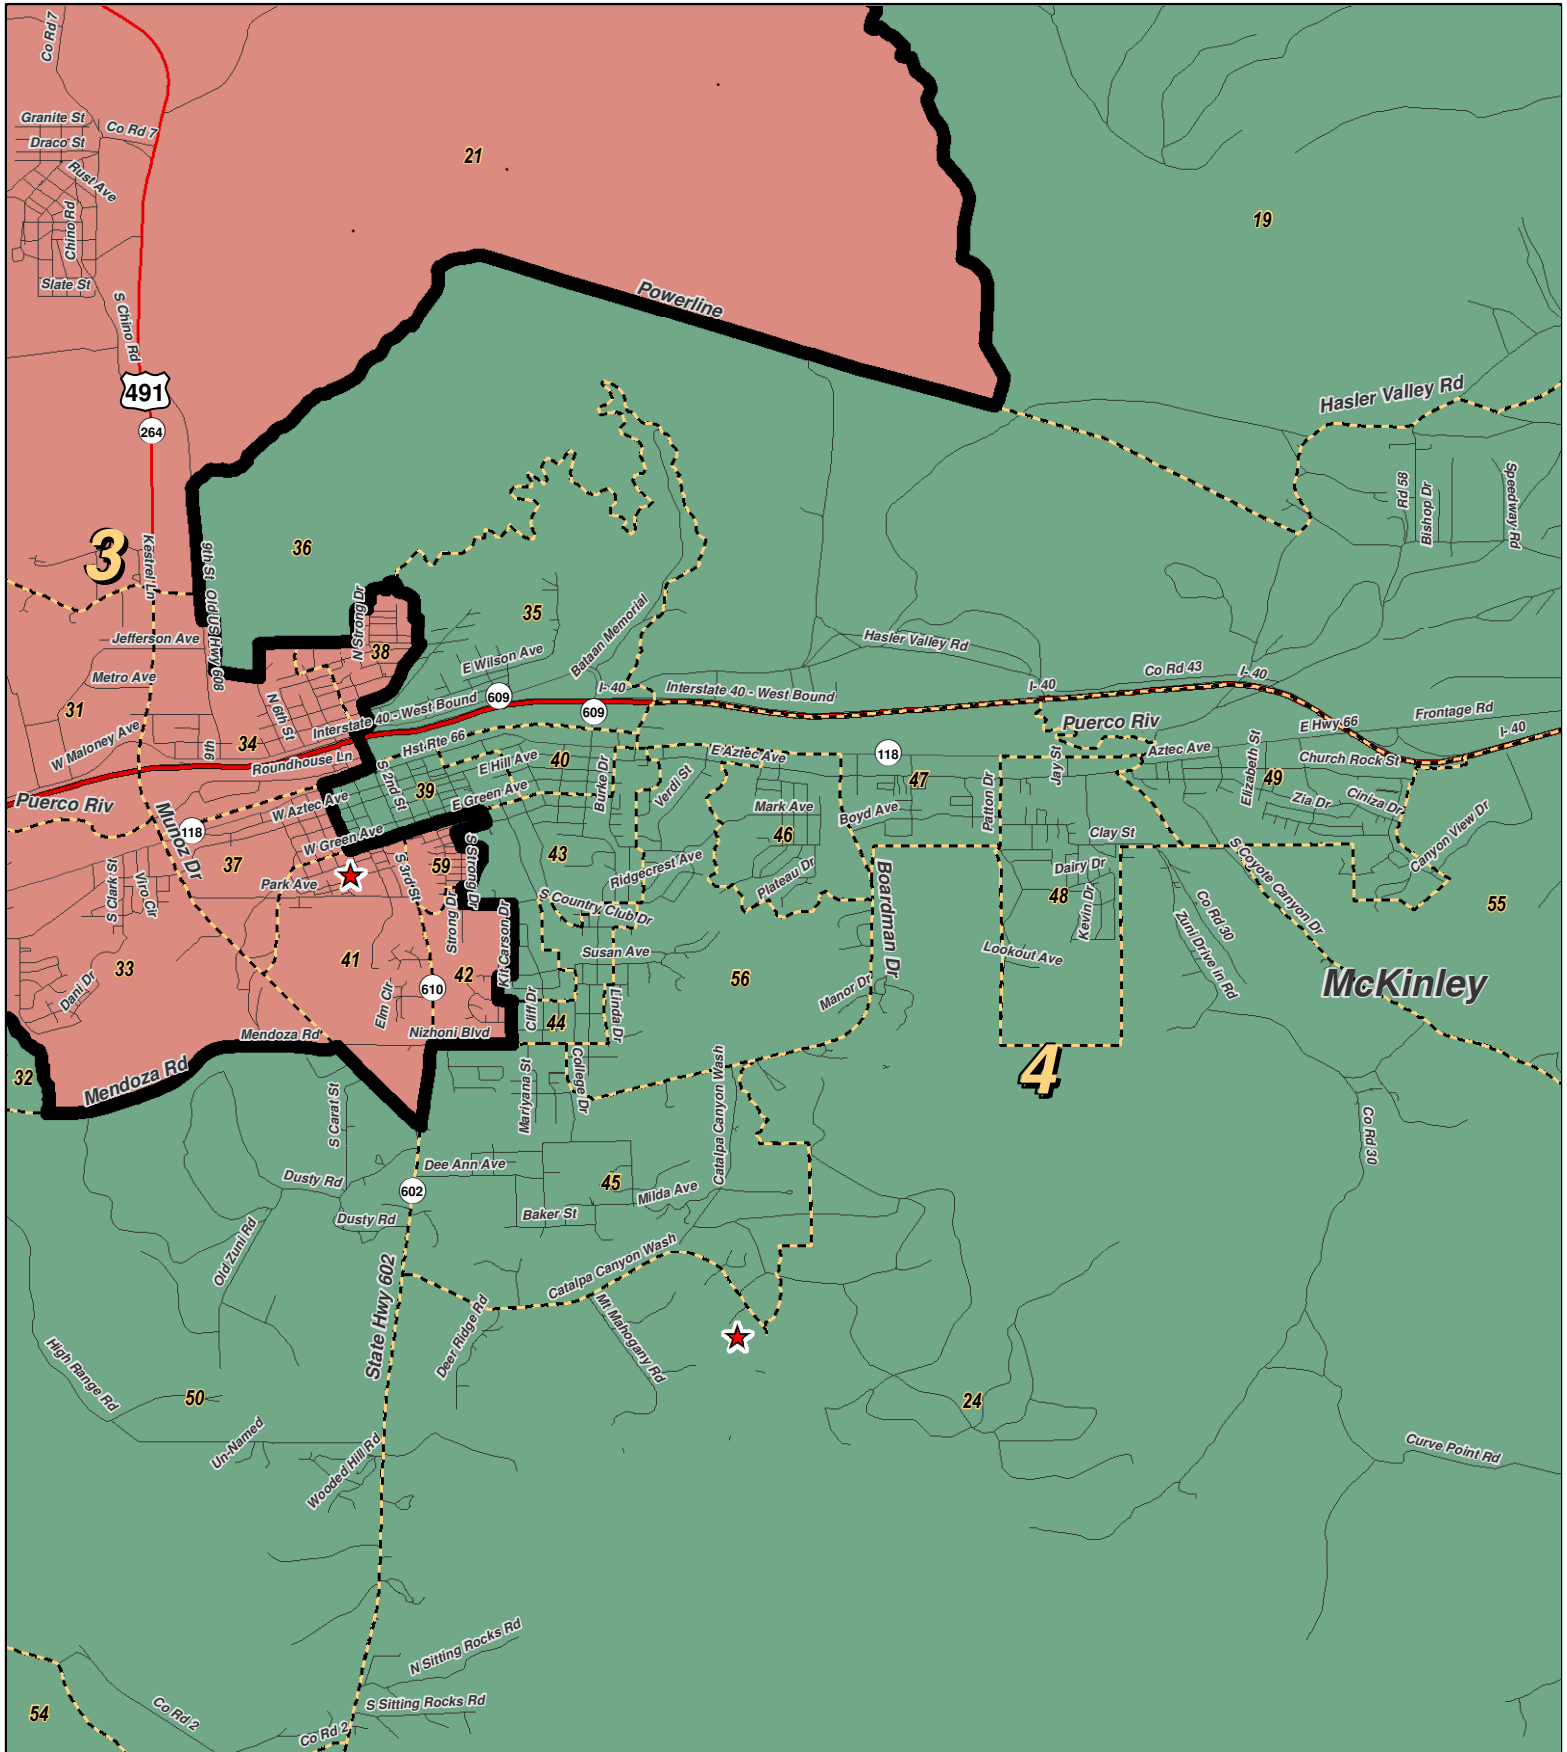 Co Rd 7
Granite St
Co Rd 7
Draco St
21
Rust Ave
19
Chino Rd
Slate St
Powerline
S Chino Rd
491
Hasler Valley Rd
264
Rd 58
Bishop Dr
Speedway Rd
3
36
Kestrel Ln
9th St
Old US Hwy 608
N Strong Dr
35
Bataan Memorial
Jefferson Ave
38
Hasler Valley Rd
E Wilson Ave
Metro Ave
Co Rd 43
I- 40
I- 40
I- 40
609
Interstate 40 - West Bound
31
N 6th St
Interstate 40 - West Bound
609
Puerco Riv
E Hwy 66
Frontage Rd
I- 40
W Maloney Ave
9th
34
Hst Rte 66
Roundhouse Ln
E Aztec Ave
118
Aztec Ave
Elizabeth St
Church Rock St
40
E Hill Ave
S 2nd St
Burke Dr
Verdi St
47
Jay St
49
39
Patton Dr
Puerco Riv
W Aztec Ave
E Green Ave
Mark Ave
Boyd Ave
Zia Dr
Ciniza Dr
Munoz Dr
118
W Green Ave
46
Clay St
Canyon View Dr
37
S Strong Dr
43
Ridgecrest Ave
S Coyote Canyon Dr
59
S 3rd St
Park Ave
Plateau Dr
Dairy Dr
S Clark St
Viro Cir
S Country Club Dr
Boardman Dr
48
Kevin Dr
Co Rd 30
55
Strong Dr
Kit Carson Dr
Zuni Drive In Rd
Susan Ave
Lookout Ave
41
33
42
56
McKinley
Dani Dr
610
Manor Dr
Elm Cir
Cliff Dr
Linda Dr
44
Mendoza Rd
Nizhoni Blvd
32
Mendoza Rd
Mariyana St
College Dr
Catalpa Canyon Wash
4
S Carat St
Co Rd 30
Dee Ann Ave
Dusty Rd
602
45
Milda Ave
Dusty Rd
Baker St
Old Zuni Rd
Catalpa Canyon Wash
State Hwy 602
Deer Ridge Rd
Mt Mahogany Rd
High Range Rd
50
24
Un-Named
Wooded Hill Rd
Curve Point Rd
N Sitting Rocks Rd
S Sitting Rocks Rd
54
Co Rd 2
Co Rd 2